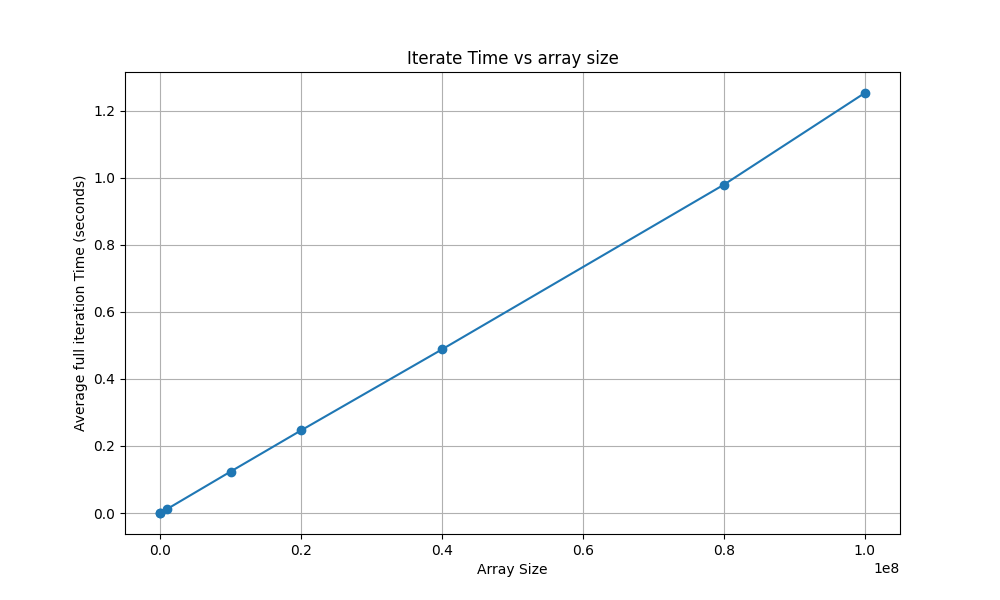 Iterate Time vs array size
Average full iteration Time (seconds)
1.2
1.0
0.8
0.6
0.4
0.2
0.0
0.0 0.2 0.4 0.6 0.8 1.0
1e8
Array Size